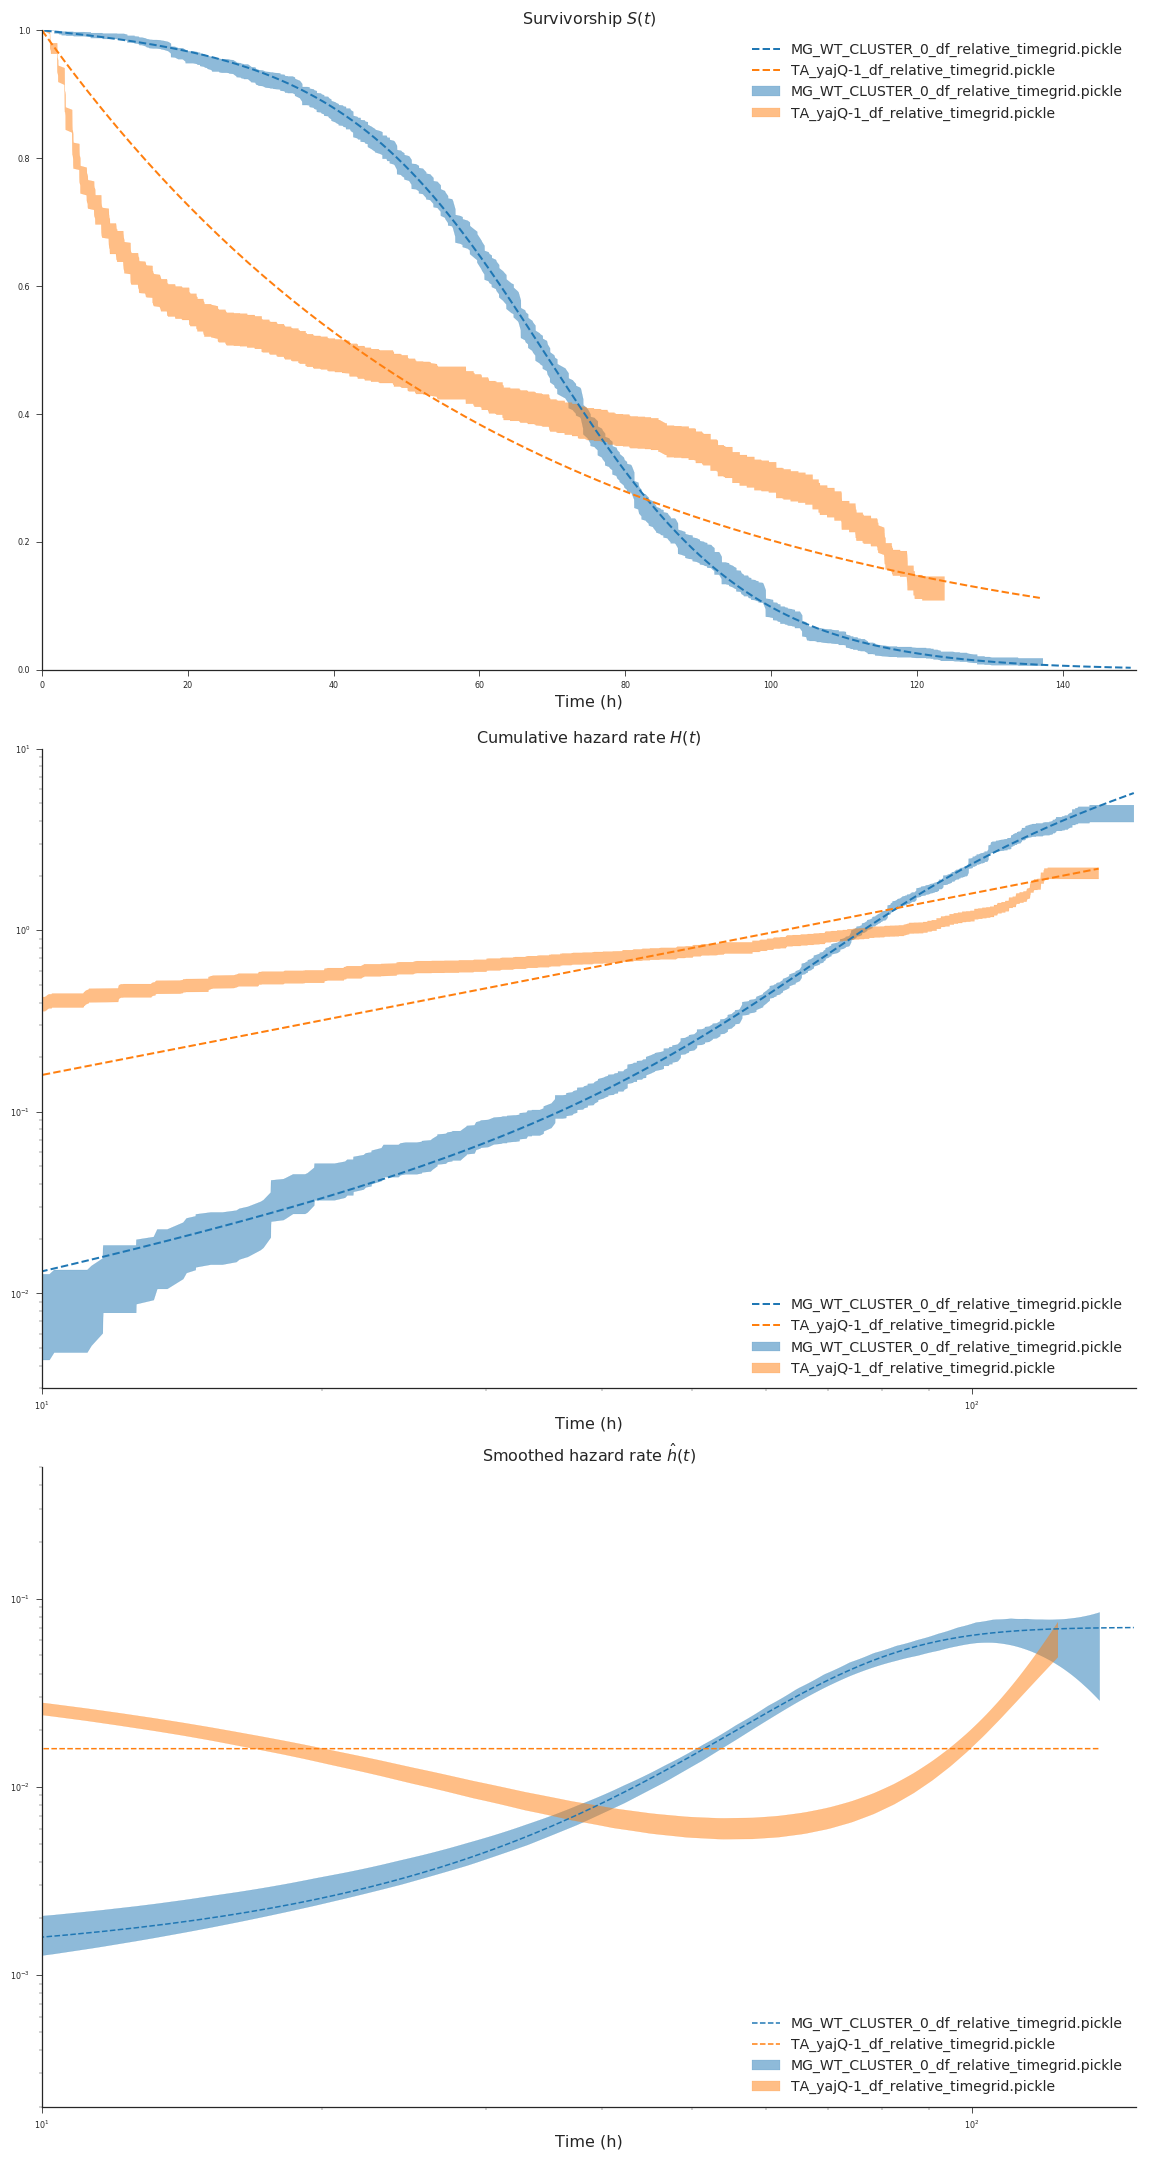 Survivorship S(t)
1.0
0.8
0.6
0.4
0.2
0.0
MG_WT_CLUSTER_0_df_relative_timegrid.pickle
TA_yajQ-1_df_relative_timegrid.pickle
MG_WT_CLUSTER_0_df_relative_timegrid.pickle
TA_yajQ-1_df_relative_timegrid.pickle
0 20 40 60 80 100 120 140
Time (h)
Cumulative hazard rate H(t)
10¹
10⁰
10⁻¹
10⁻²
MG_WT_CLUSTER_0_df_relative_timegrid.pickle
TA_yajQ-1_df_relative_timegrid.pickle
MG_WT_CLUSTER_0_df_relative_timegrid.pickle
TA_yajQ-1_df_relative_timegrid.pickle
10¹ 10²
Time (h)
Smoothed hazard rate ĥ(t)
10⁻¹
10⁻²
10⁻³
MG_WT_CLUSTER_0_df_relative_timegrid.pickle
TA_yajQ-1_df_relative_timegrid.pickle
MG_WT_CLUSTER_0_df_relative_timegrid.pickle
TA_yajQ-1_df_relative_timegrid.pickle
10¹ 10²
Time (h)